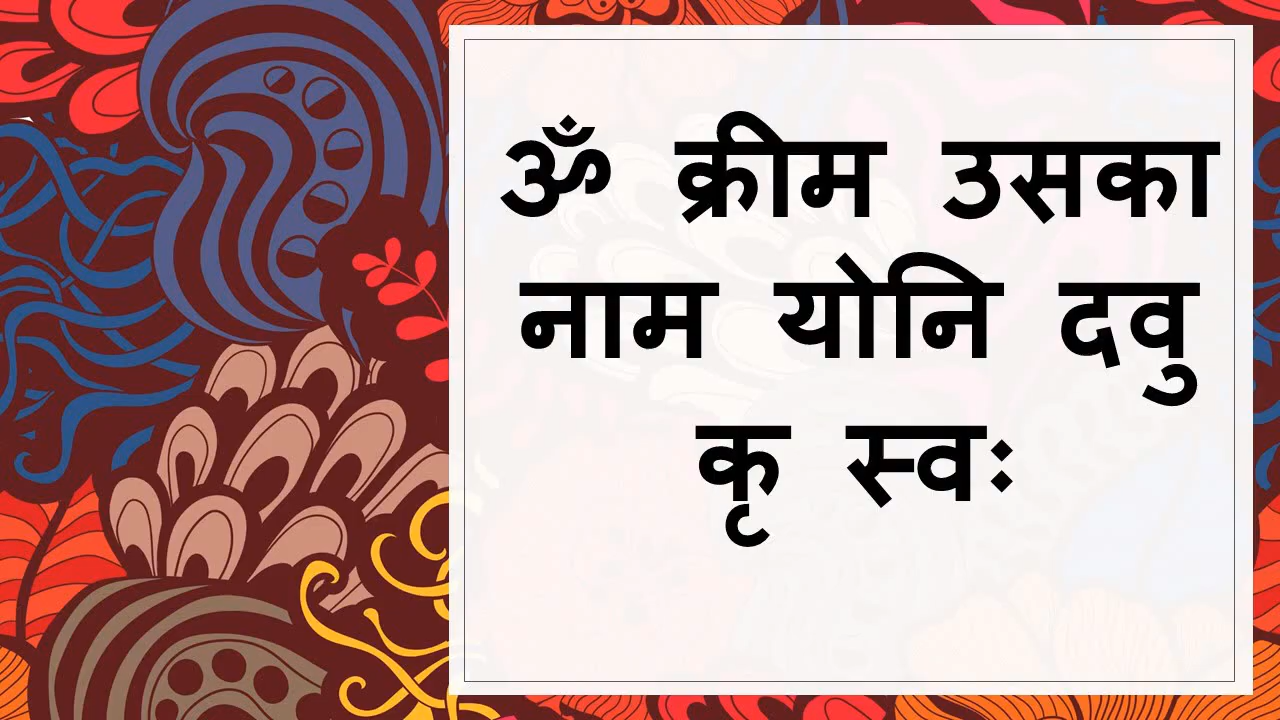 ॐ क्रीम उसका
नाम योनि दवु
कृ स्वः